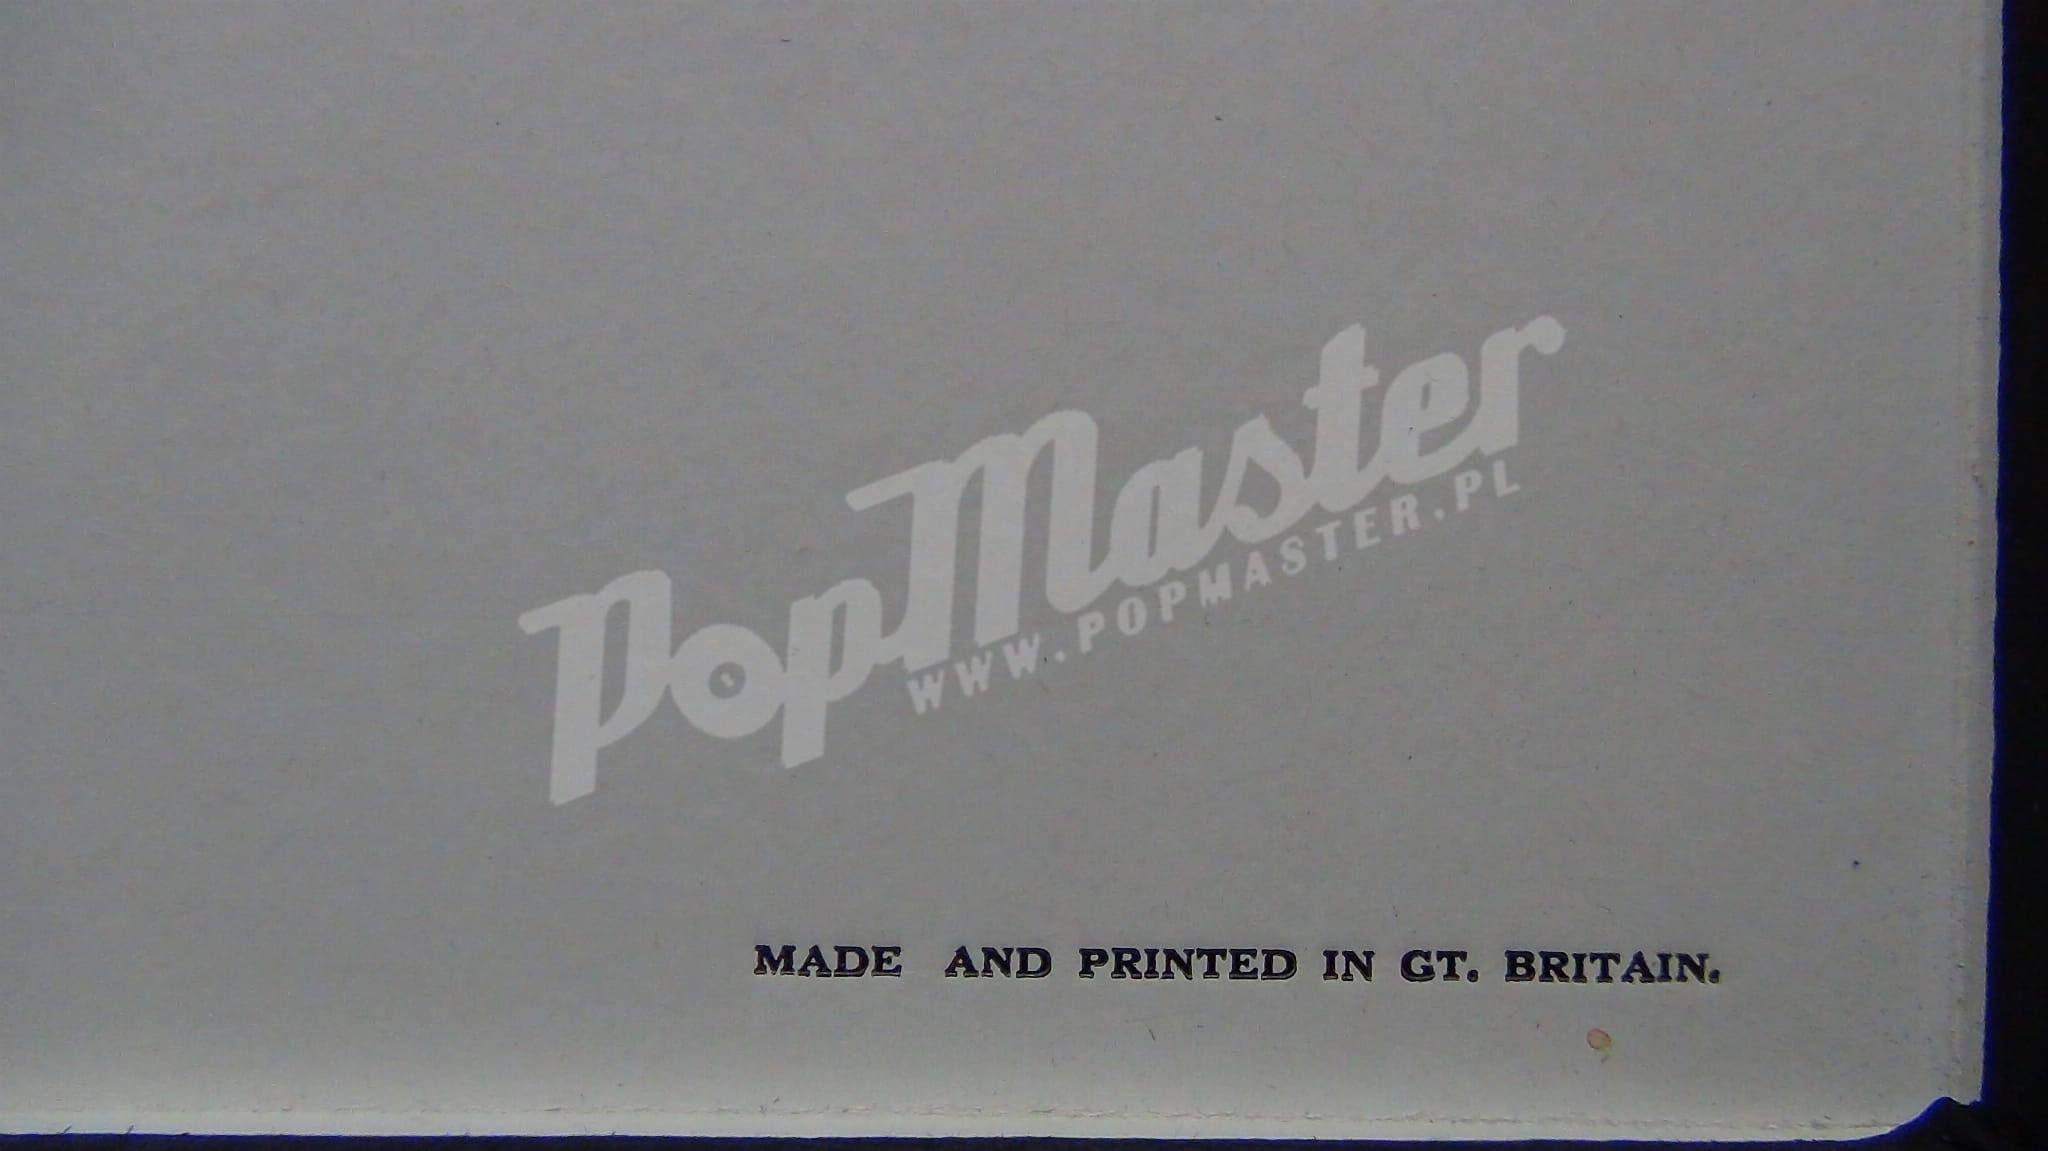 PopMaster
WWW.POPMASTER.PL
MADE AND PRINTED IN GT. BRITAIN.